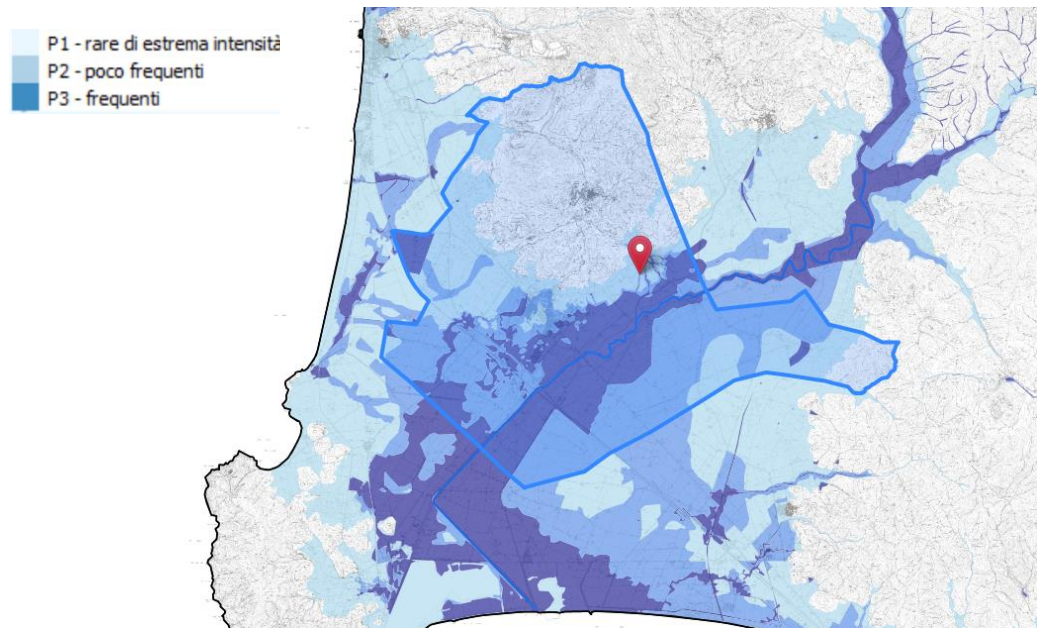 P1 - rare di estrema intensità
P2 - poco frequenti
P3 - frequenti